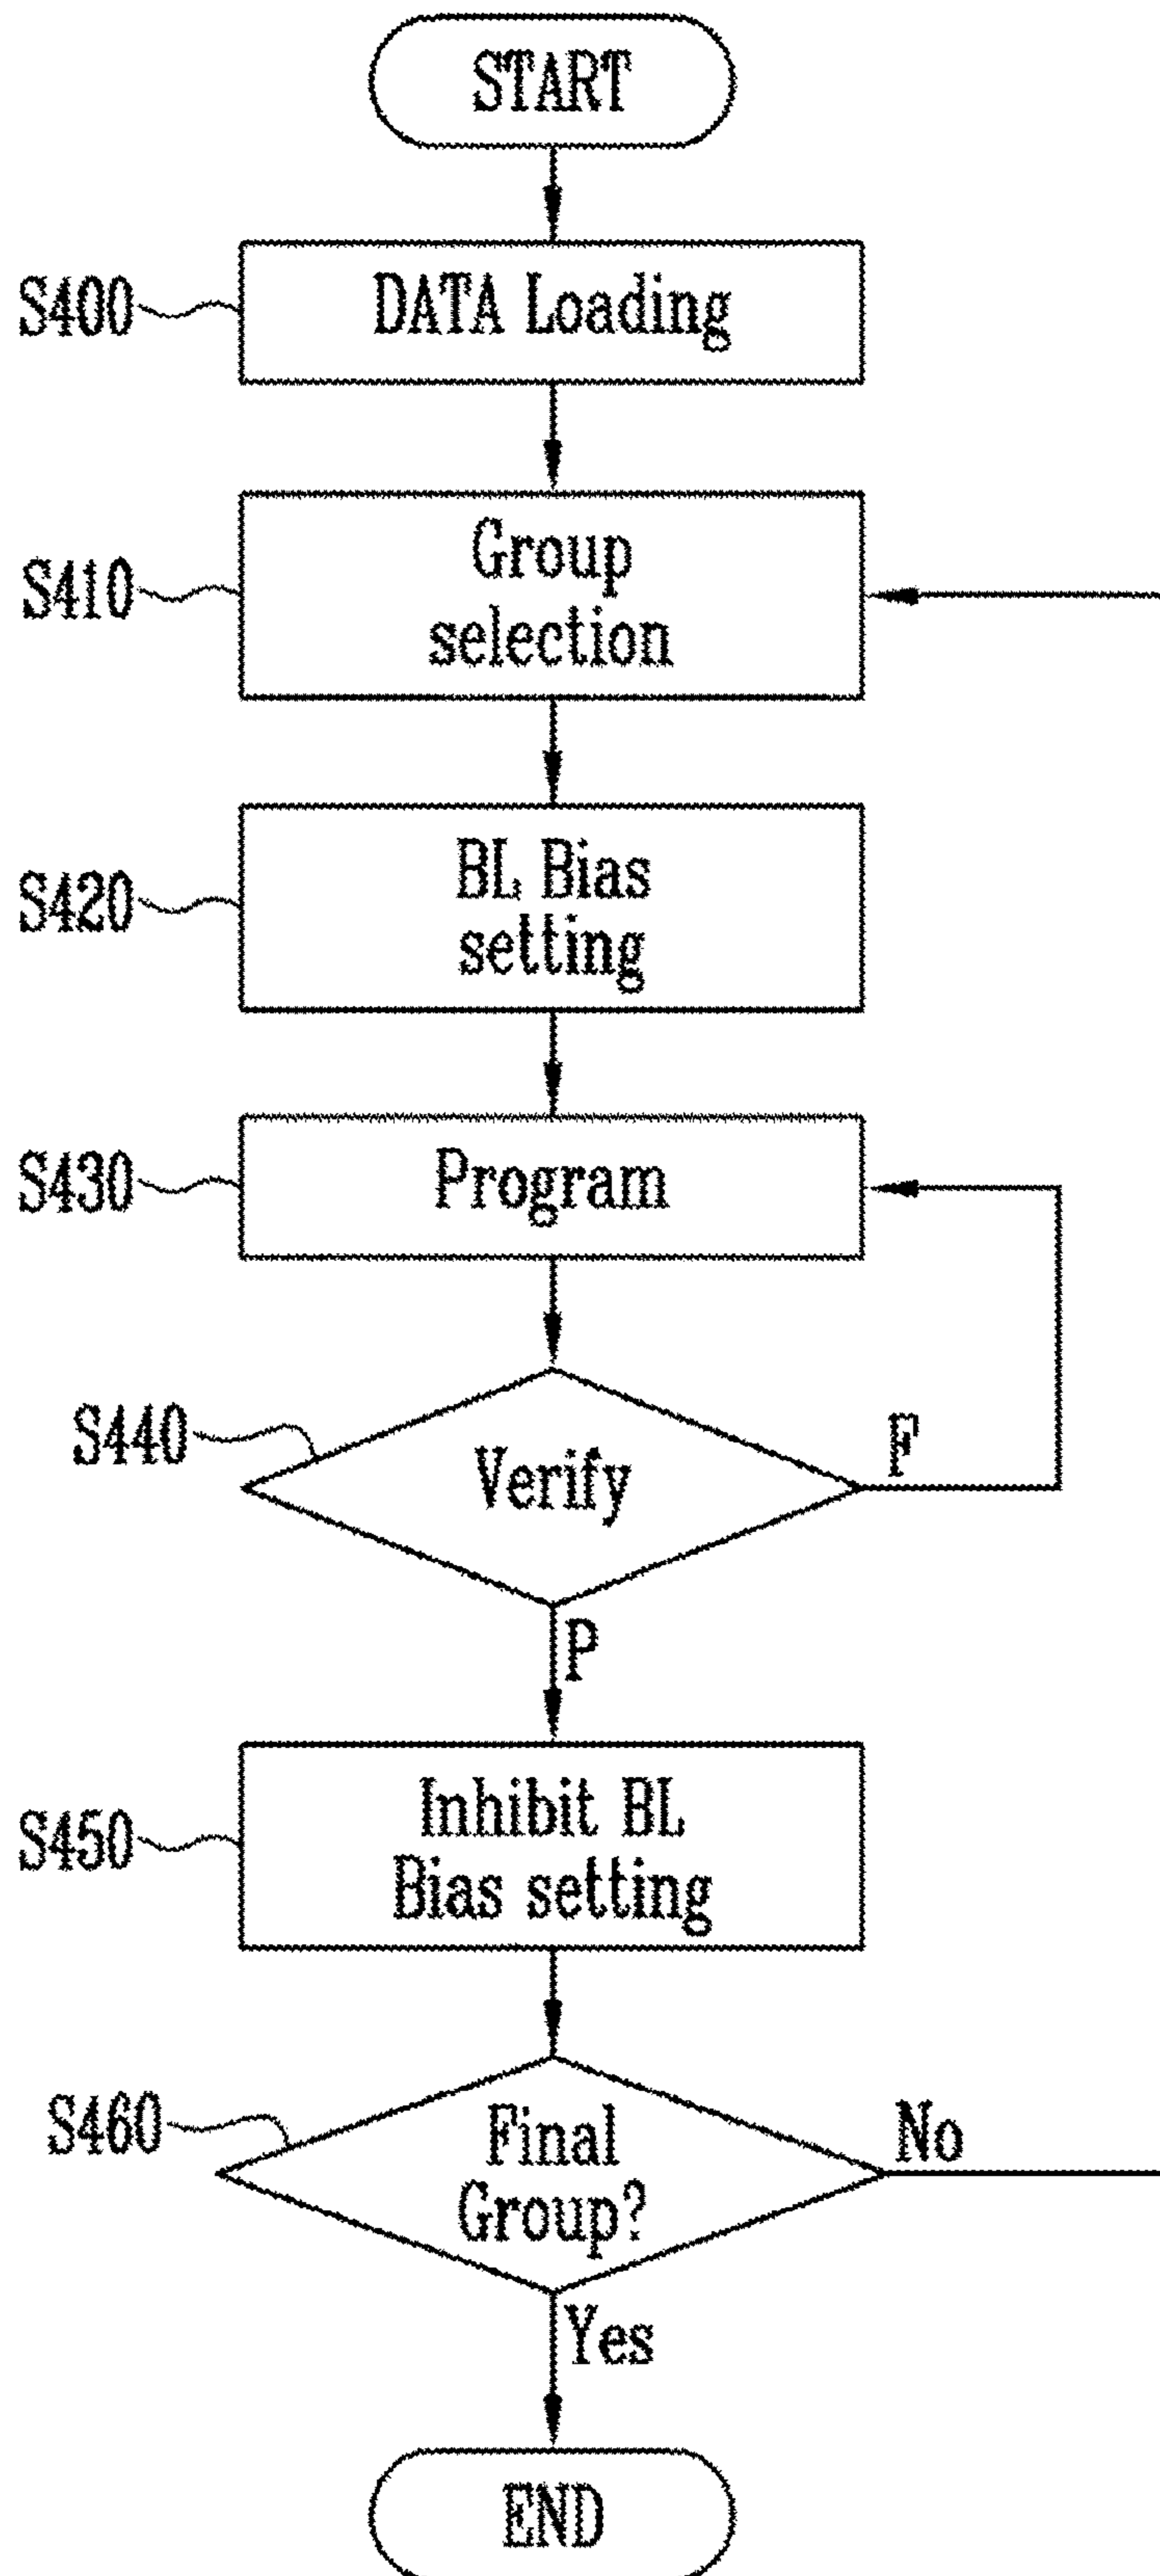 START
S400
DATA Loading
S410
Group
selection
S420
BL Bias
setting
S430
Program
S440
Verify
F
P
S450
Inhibit BL
Bias setting
S460
Final
Group?
No
Yes
END